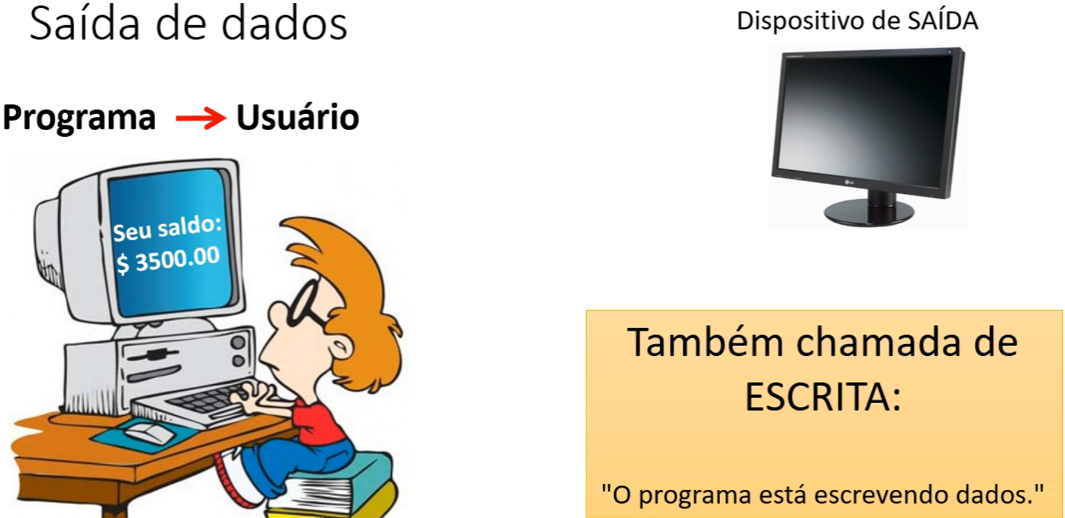 Saída de dados
Programa → Usuário
Seu saldo:
$ 3500.00
Dispositivo de SAÍDA
LG
Também chamada de
ESCRITA:
"O programa está escrevendo dados."